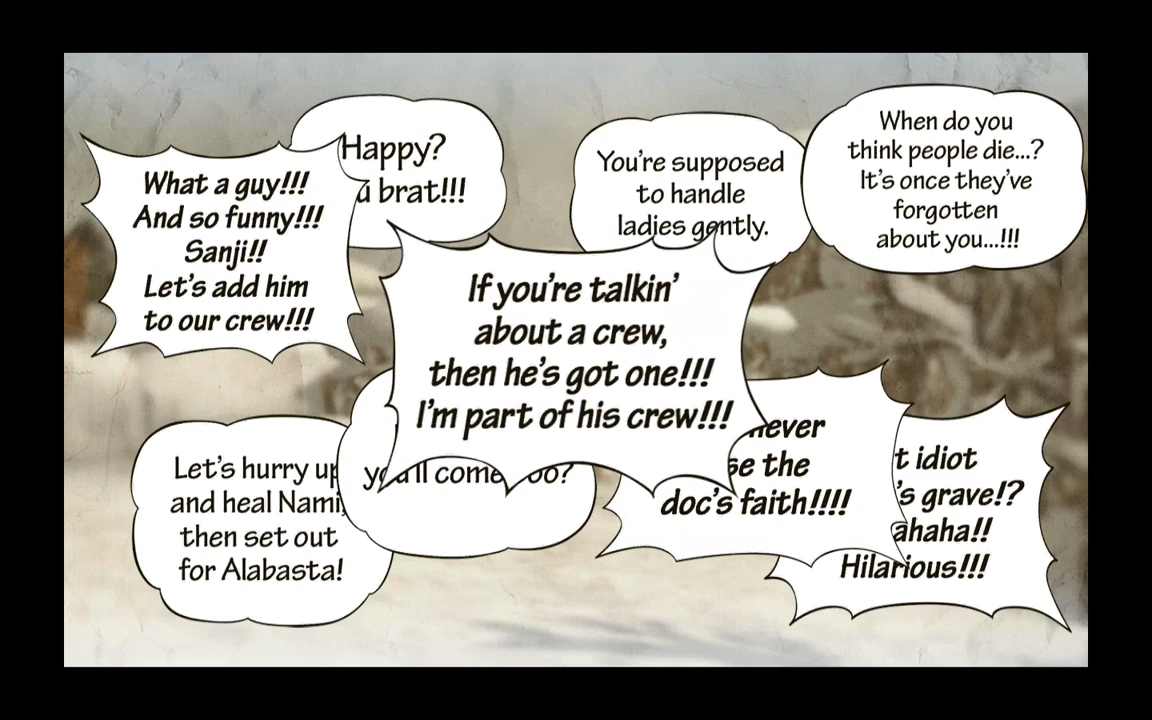 Happy?
brat!!!
What a guy!!!
And so funny!!!
Sanji!!
Let's add him
to our crew!!!
You're supposed
to handle
ladies gently.
When do you
think people die...?
It's once they've
forgotten
about you...!!!
If you're talkin'
about a crew,
then he's got one!!!
I'm part of his crew!!!
Let's hurry up
and heal Nami,
then set out
for Alabasta!
you'll come
never
the
doc's faith!!!!
idiot
's grave!?
Hilarious!!!